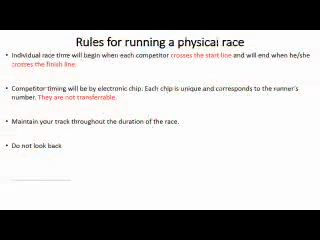 Rules for running a physical race
• Individual race time will begin when each competitor crosses the start line and will end when he/she
crosses the finish line.
• Competitor timing will be by electronic chip. Each chip is unique and corresponds to the runner's
number. They are not transferrable.
• Maintain your track throughout the duration of the race.
• Do not look back